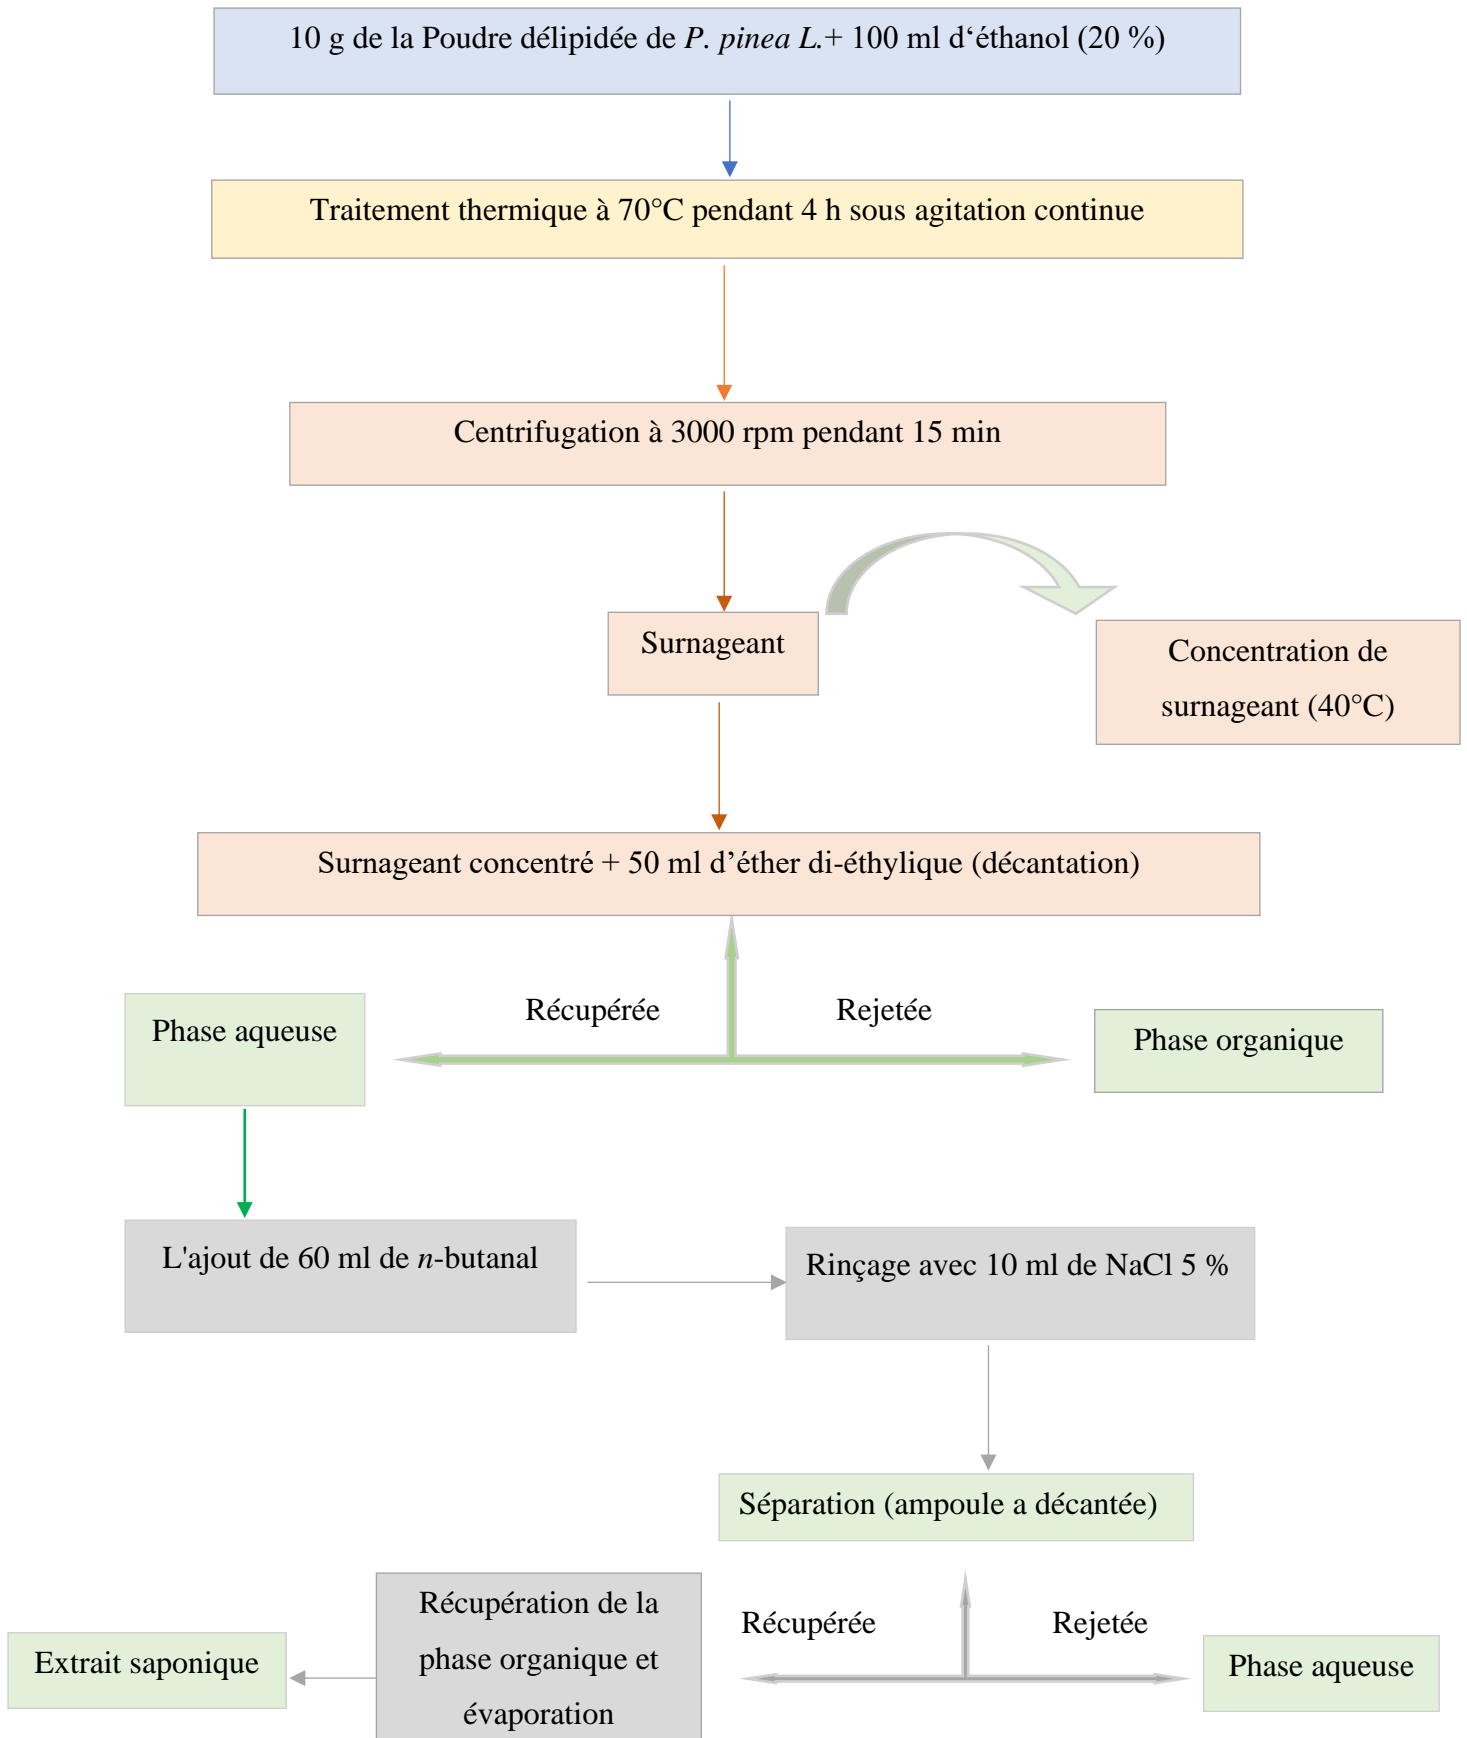 10 g de la Poudre délipidée de P. pinea L.+ 100 ml d‘éthanol (20 %)
Traitement thermique à 70°C pendant 4 h sous agitation continue
Centrifugation à 3000 rpm pendant 15 min
Surnageant
Concentration de
surnageant (40°C)
Surnageant concentré + 50 ml d’éther di-éthylique (décantation)
Récupérée
Rejetée
Phase aqueuse
Phase organique
L'ajout de 60 ml de n-butanal
Rinçage avec 10 ml de NaCl 5 %
Séparation (ampoule a décantée)
Récupérée
Rejetée
Récupération de la
phase organique et
évaporation
Extrait saponique
Phase aqueuse